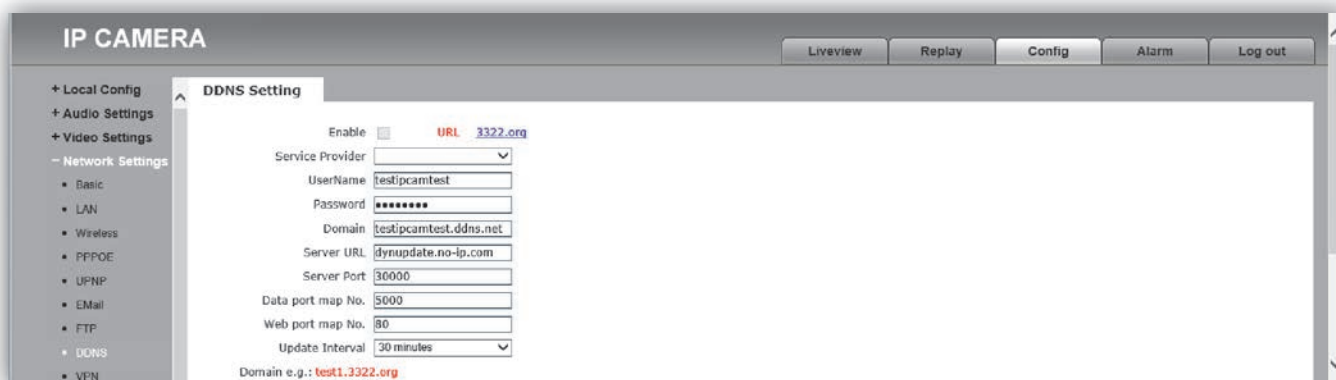 IP CAMERA
Liveview Replay Config Alarm Log out
+ Local Config
+ Audio Settings
+ Video Settings
− Network Settings
• Basic
• LAN
• Wireless
• PPPOE
• UPNP
• EMail
• FTP
• DDNS
• VPN
DDNS Setting
Enable URL 3322.org
Service Provider
UserName testipcamtest
Password ••••••••
Domain testipcamtest.ddns.net
Server URL dynupdate.no-ip.com
Server Port 30000
Data port map No. 5000
Web port map No. 80
Update Interval 30 minutes
Domain e.g.: test1.3322.org